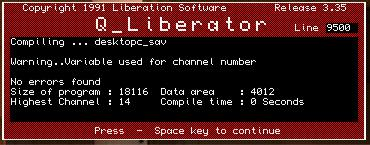 Copyright 1991 Liberation Software Release 3.35
Q_Liberator Line 9500
Compiling ... desktopc_sav
Warning..Variable used for channel number
No errors found
Size of program : 18116 Data area : 4012
Highest Channel : 14 Compile time : 0 Seconds
Press - Space key to continue